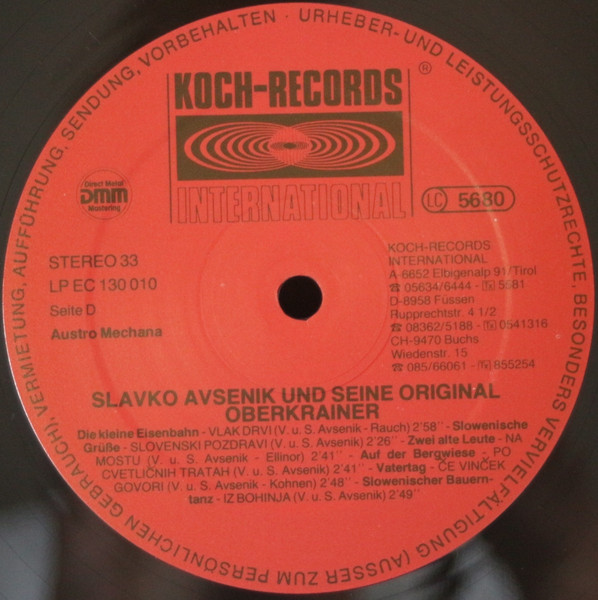 VERMIETUNG, AUFFÜHRUNG, SENDUNG, VORBEHALTEN · URHEBER- UND LEISTUNGSSCHUTZRECHTE, BESONDERS VERVIELFÄLTIGUNG (AUSSER ZUM PERSÖNLICHEN GEBRAUCH),
KOCH-RECORDS
®
INTERNATIONAL
Direct Metal
DMM
Mastering
LC 5680
STEREO 33
LP EC 130 010
Seite D
Austro Mechana
KOCH-RECORDS
INTERNATIONAL
A-6652 Elbigenalp 91/Tirol
☎ 05634/6444 - Tx 5581
D-8958 Füssen
Rupprechtstr. 4 1/2
☎ 08362/5188 - Tx 0541316
CH-9470 Buchs
Wiedenstr. 15
☎ 085/66061 - Tx 855254
SLAVKO AVSENIK UND SEINE ORIGINAL
OBERKRAINER
Die kleine Eisenbahn - VLAK DRVI (V. u. S. Avsenik - Rauch) 2'58" - Slowenische
Grüße - SLOVENSKI POZDRAVI (V. u. S. Avsenik) 2'26" - Zwei alte Leute - NA
MOSTU (V. u. S. Avsenik - Ellinor) 2'41" - Auf der Bergwiese - PO
CVETLIČNIH TRATAH (V. u. S. Avsenik) 2'41" - Vatertag - ČE VINČEK
GOVORI (V. u. S. Avsenik - Kohnen) 2'48" - Slowenischer Bauern-
tanz - IZ BOHINJA (V. u. S. Avsenik) 2'49"